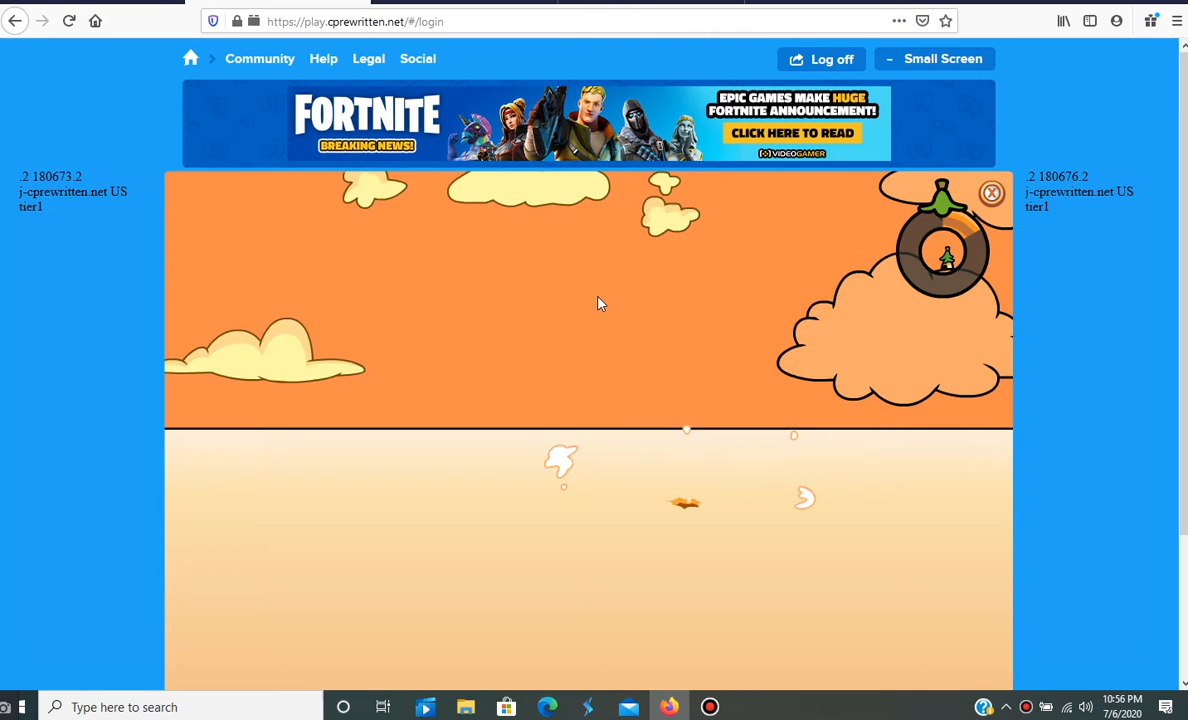 https://play.cprewritten.net/#/login
Community Help Legal Social Log off Small Screen
FORTNITE
BREAKING NEWS!
EPIC GAMES MAKE HUGE
FORTNITE ANNOUNCEMENT!
CLICK HERE TO READ
VIDEOGAMER
.2 180673.2
j-cprewritten.net US
tier1
.2 180676.2
j-cprewritten.net US
tier1
Type here to search
10:56 PM
7/6/2020